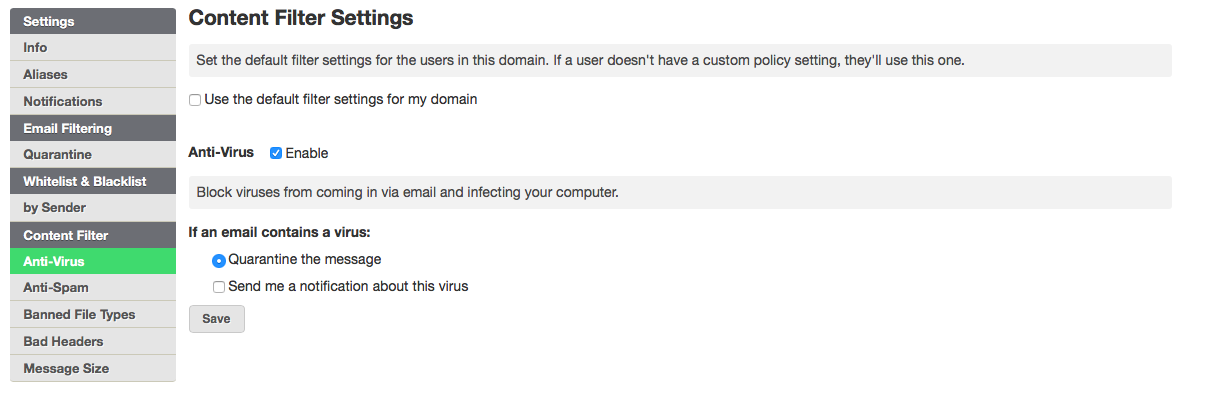 Settings
Info
Aliases
Notifications
Email Filtering
Quarantine
Whitelist & Blacklist
by Sender
Content Filter
Anti-Virus
Anti-Spam
Banned File Types
Bad Headers
Message Size
Content Filter Settings
Set the default filter settings for the users in this domain. If a user doesn't have a custom policy setting, they'll use this one.
Use the default filter settings for my domain
Anti-Virus Enable
Block viruses from coming in via email and infecting your computer.
If an email contains a virus:
Quarantine the message
Send me a notification about this virus
Save